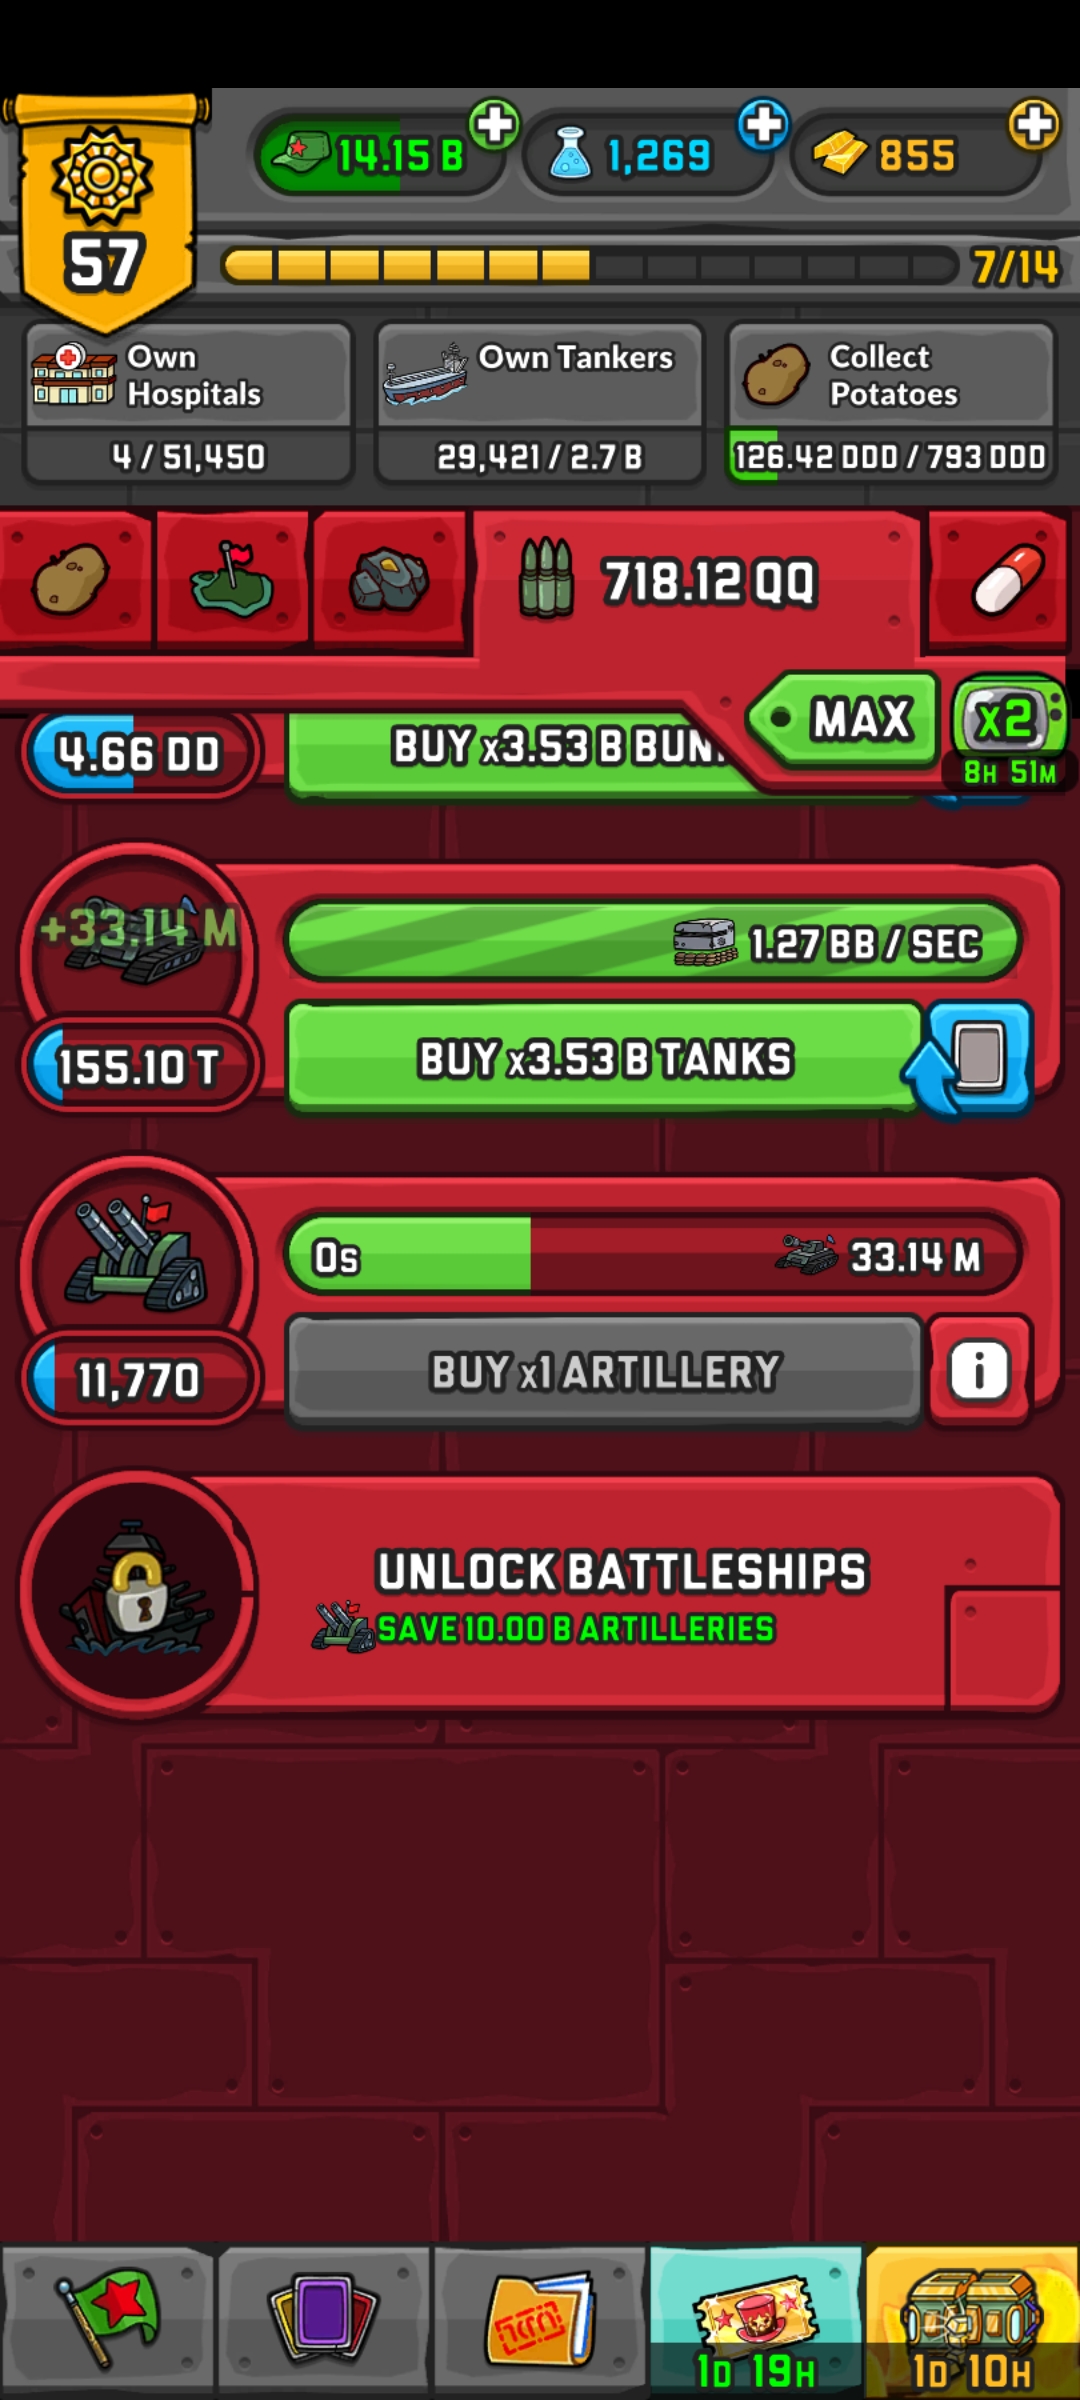 14.15 B
1,269
855
57
7/14
Own
Hospitals
4 / 51,450
Own Tankers
29,421 / 2.7 B
Collect
Potatoes
126.42 DDD / 793 DDD
718.12 QQ
MAX
x2
8H 51M
4.66 DD
BUY x3.53 B BUN
+33.14 M
1.27 BB / SEC
155.10 T
BUY x3.53 B TANKS
0s
33.14 M
11,770
BUY x1 ARTILLERY
i
UNLOCK BATTLESHIPS
SAVE 10.00 B ARTILLERIES
1D 19H
1D 10H